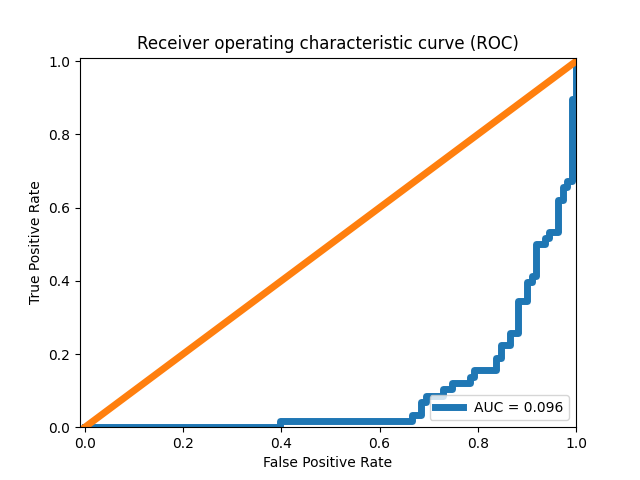 Receiver operating characteristic curve (ROC)
1.0
0.8
0.6
0.4
0.2
0.0
True Positive Rate
AUC = 0.096
0.0 0.2 0.4 0.6 0.8 1.0
False Positive Rate